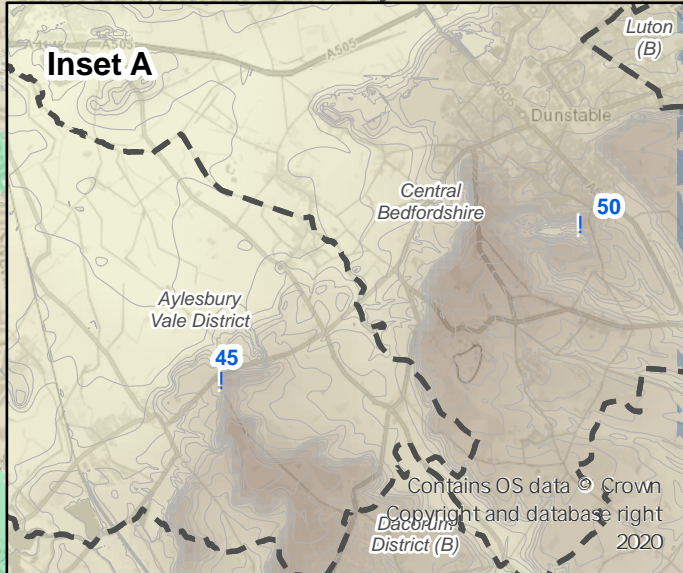 Inset A
A505
Luton
(B)
A505
Dunstable
Central
Bedfordshire
50
Aylesbury
Vale District
45
Contains OS data © Crown
Copyright and database right
2020
Dacorum
District (B)